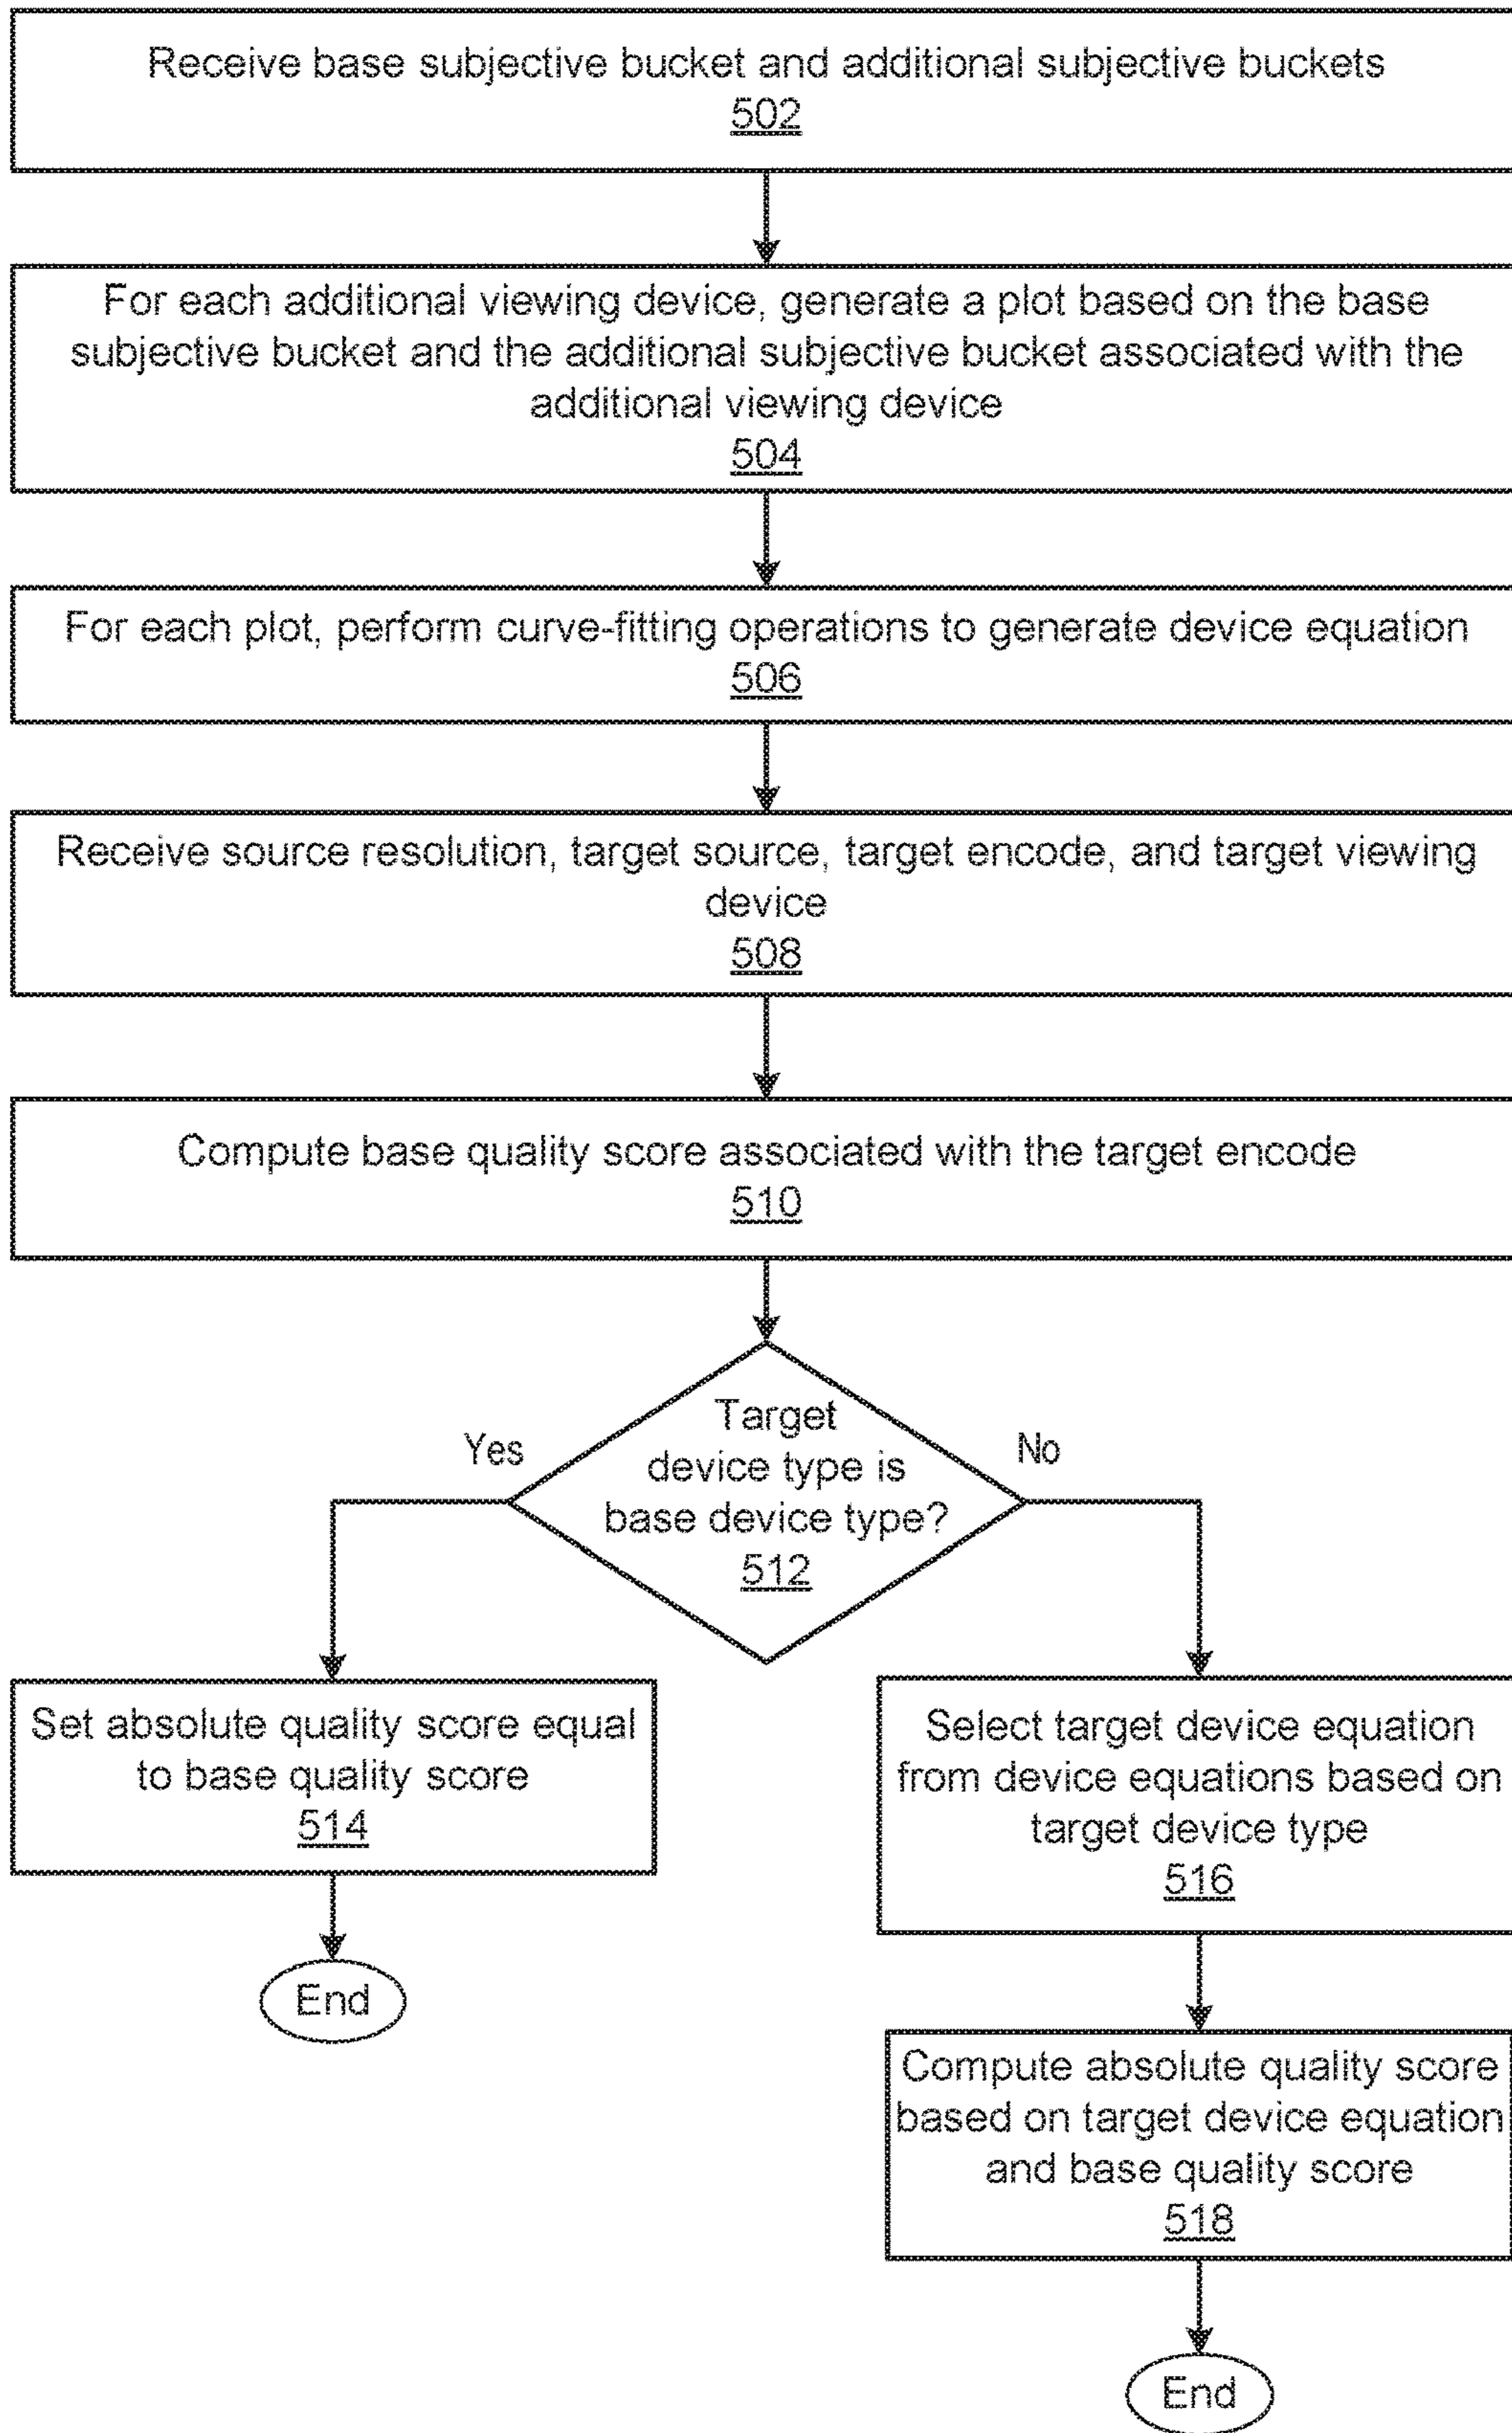 Receive base subjective bucket and additional subjective buckets
502
For each additional viewing device, generate a plot based on the base
subjective bucket and the additional subjective bucket associated with the
additional viewing device
504
For each plot, perform curve-fitting operations to generate device equation
506
Receive source resolution, target source, target encode, and target viewing
device
508
Compute base quality score associated with the target encode
510
Target
device type is
base device type?
512
Yes
No
Set absolute quality score equal
to base quality score
514
End
Select target device equation
from device equations based on
target device type
516
Compute absolute quality score
based on target device equation
and base quality score
518
End